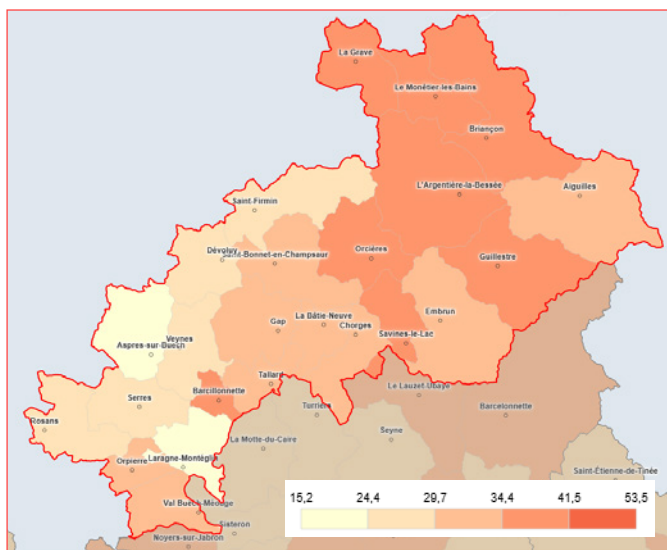 La Grave
Le Monêtier-les-Bains
Briançon
L'Argentière-la-Bessée
Aiguilles
Saint-Firmin
Orcières
Guillestre
Dévoluy
Saint-Bonnet-en-Champsaur
Embrun
La Bâtie-Neuve
Gap
Chorges
Savines-le-Lac
Veynes
Aspres-sur-Buëch
Tallard
Barcillonnette
Le Lauzet-Ubaye
Serres
Turriers
Barcelonnette
Rosans
Seyne
La Motte-du-Caire
Orpierre
Laragne-Montéglin
Saint-Étienne-de-Tinée
15,2 24,4 29,7 34,4 41,5 53,5
Val Buëch-Méouge
Sisteron
Noyers-sur-Jabron